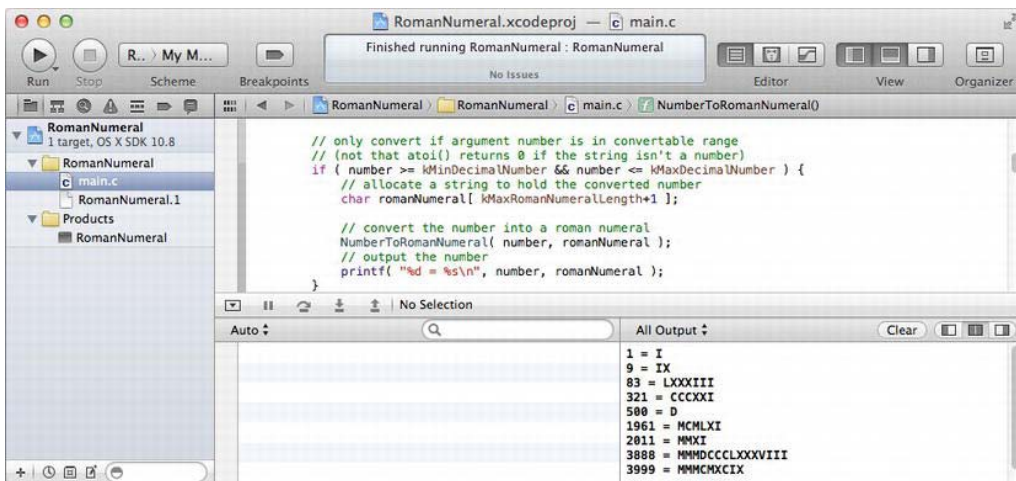 RomanNumeral.xcodeproj — main.c
R.. › My M...
Finished running RomanNumeral : RomanNumeral
No Issues
Run Stop Scheme Breakpoints Editor View Organizer
RomanNumeral
1 target, OS X SDK 10.8
RomanNumeral
main.c
RomanNumeral.1
Products
RomanNumeral
RomanNumeral › RomanNumeral › main.c › NumberToRomanNumeral()
// only convert if argument number is in convertable range
// (not that atoi() returns 0 if the string isn't a number)
if ( number >= kMinDecimalNumber && number <= kMaxDecimalNumber ) {
// allocate a string to hold the converted number
char romanNumeral[ kMaxRomanNumeralLength+1 ];
// convert the number into a roman numeral
NumberToRomanNumeral( number, romanNumeral );
// output the number
printf( "%d = %s\n", number, romanNumeral );
}
No Selection
Auto
All Output
Clear
1 = I
9 = IX
83 = LXXXIII
321 = CCCXXI
500 = D
1961 = MCMLXI
2011 = MMXI
3888 = MMMDCCCLXXXVIII
3999 = MMMCMXCIX